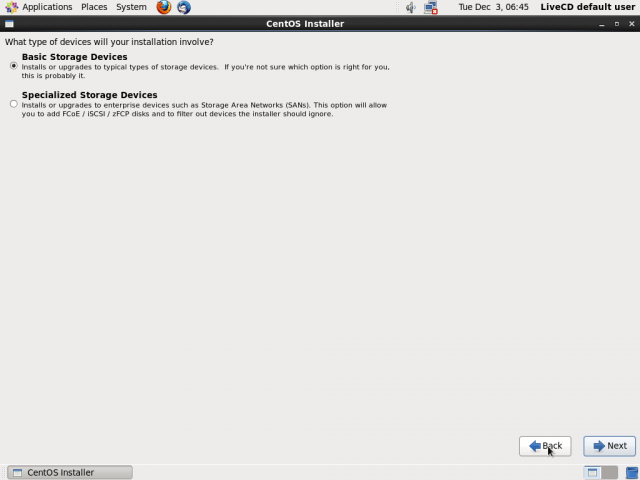 Applications Places System Tue Dec 3, 06:45 LiveCD default user
CentOS Installer
What type of devices will your installation involve?
Basic Storage Devices
Installs or upgrades to typical types of storage devices.  If you're not sure which option is right for you,
this is probably it.
Specialized Storage Devices
Installs or upgrades to enterprise devices such as Storage Area Networks (SANs). This option will allow
you to add FCoE / iSCSI / zFCP disks and to filter out devices the installer should ignore.
Back Next
CentOS Installer